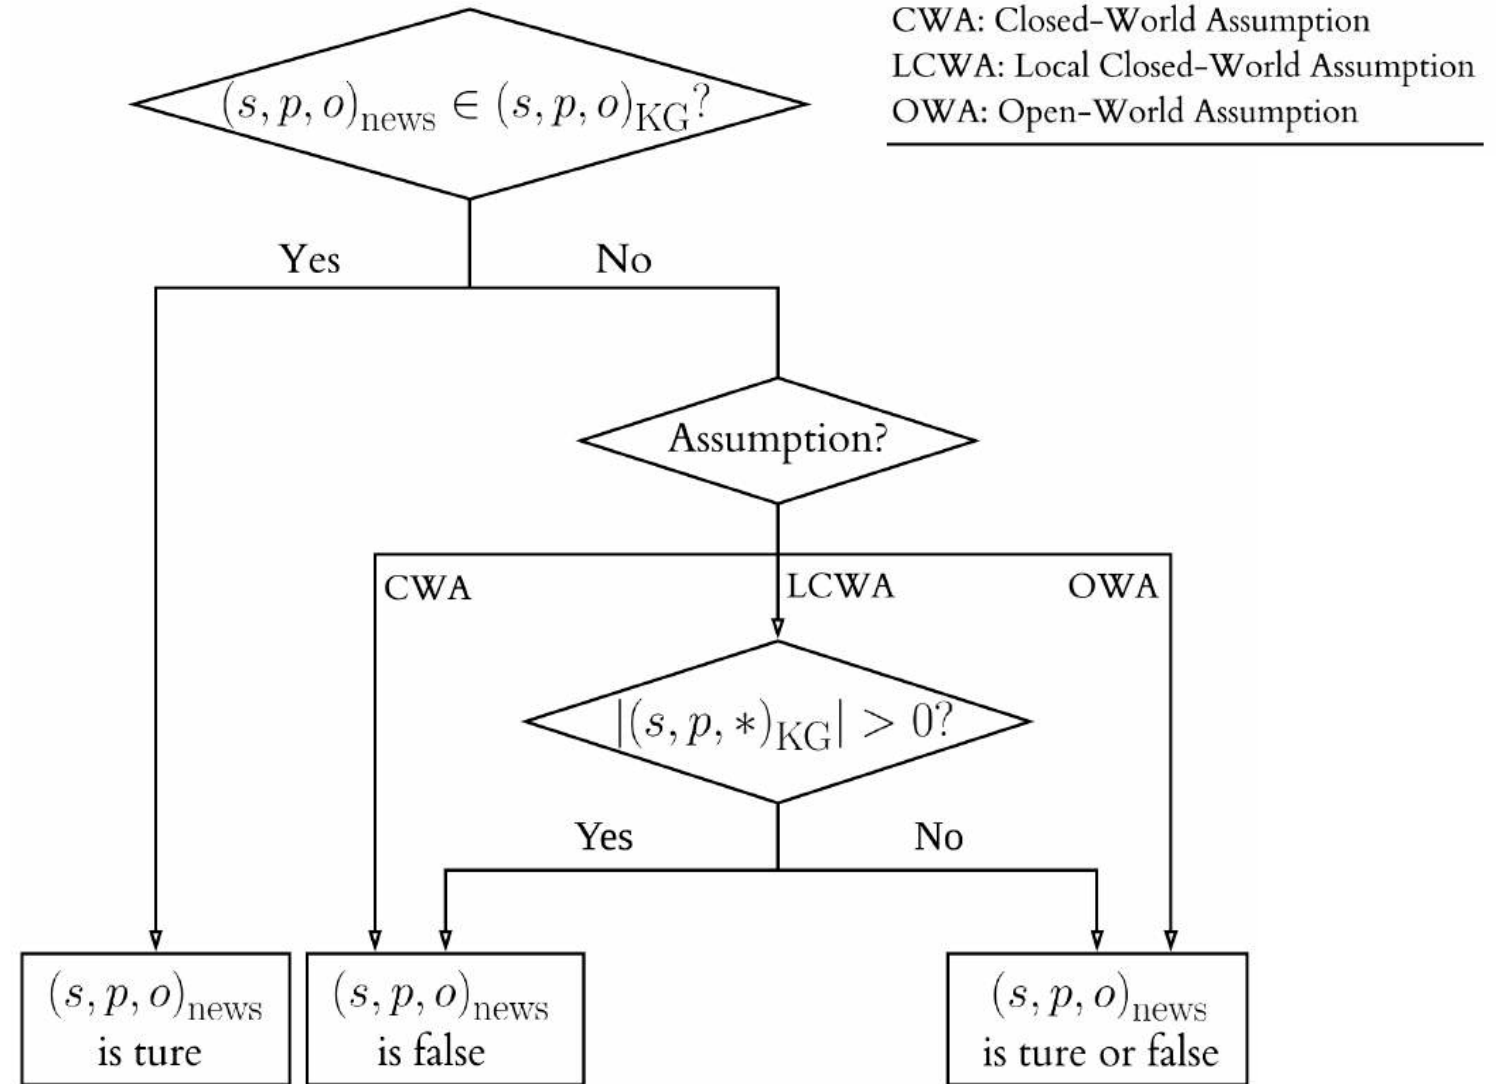 CWA: Closed-World Assumption
LCWA: Local Closed-World Assumption
OWA: Open-World Assumption
(s, p, o)news ∈ (s, p, o)KG?
Yes
No
Assumption?
CWA
LCWA
OWA
|(s, p, *)KG| > 0?
Yes
No
(s, p, o)news
is ture
(s, p, o)news
is false
(s, p, o)news
is ture or false